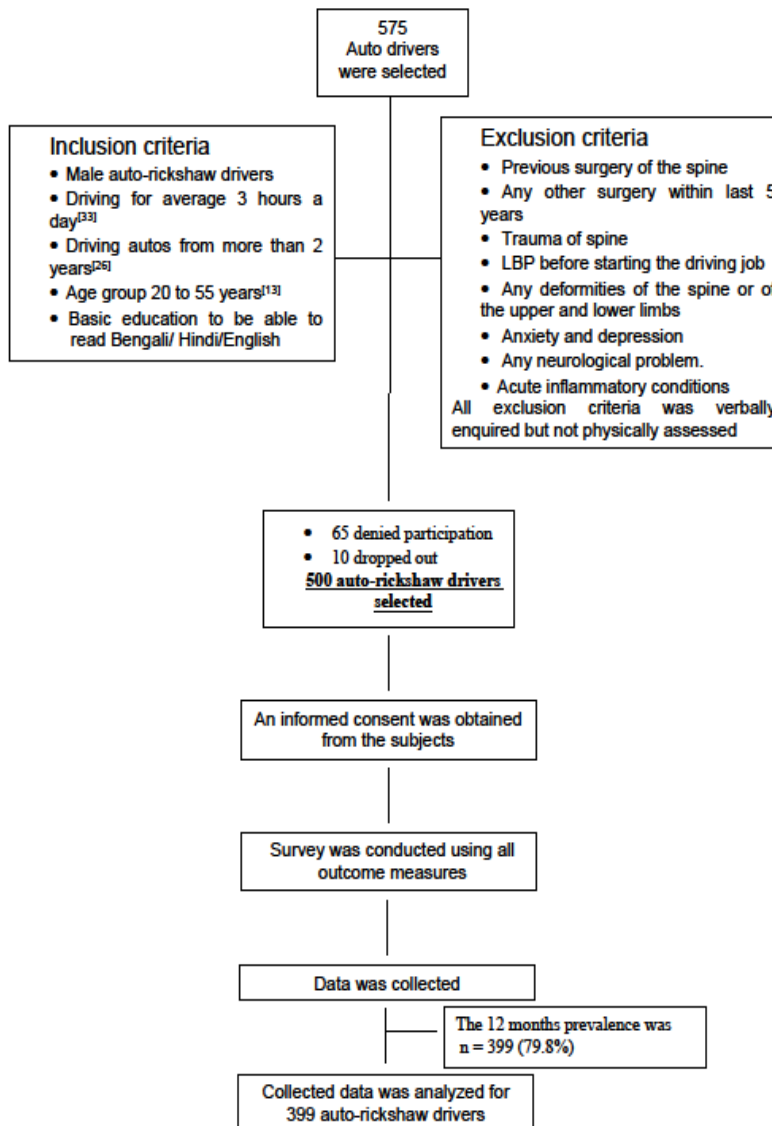 575
Auto drivers
were selected
Inclusion criteria
• Male auto-rickshaw drivers
• Driving for average 3 hours a
day[33]
• Driving autos from more than 2
years[26]
• Age group 20 to 55 years[13]
• Basic education to be able to
read Bengali/ Hindi/English
Exclusion criteria
• Previous surgery of the spine
• Any other surgery within last 5
years
• Trauma of spine
• LBP before starting the driving job
• Any deformities of the spine or of
the upper and lower limbs
• Anxiety and depression
• Any neurological problem.
• Acute inflammatory conditions
All exclusion criteria was verbally
enquired but not physically assessed
• 65 denied participation
• 10 dropped out
500 auto-rickshaw drivers
selected
An informed consent was obtained
from the subjects
Survey was conducted using all
outcome measures
Data was collected
The 12 months prevalence was
n = 399 (79.8%)
Collected data was analyzed for
399 auto-rickshaw drivers